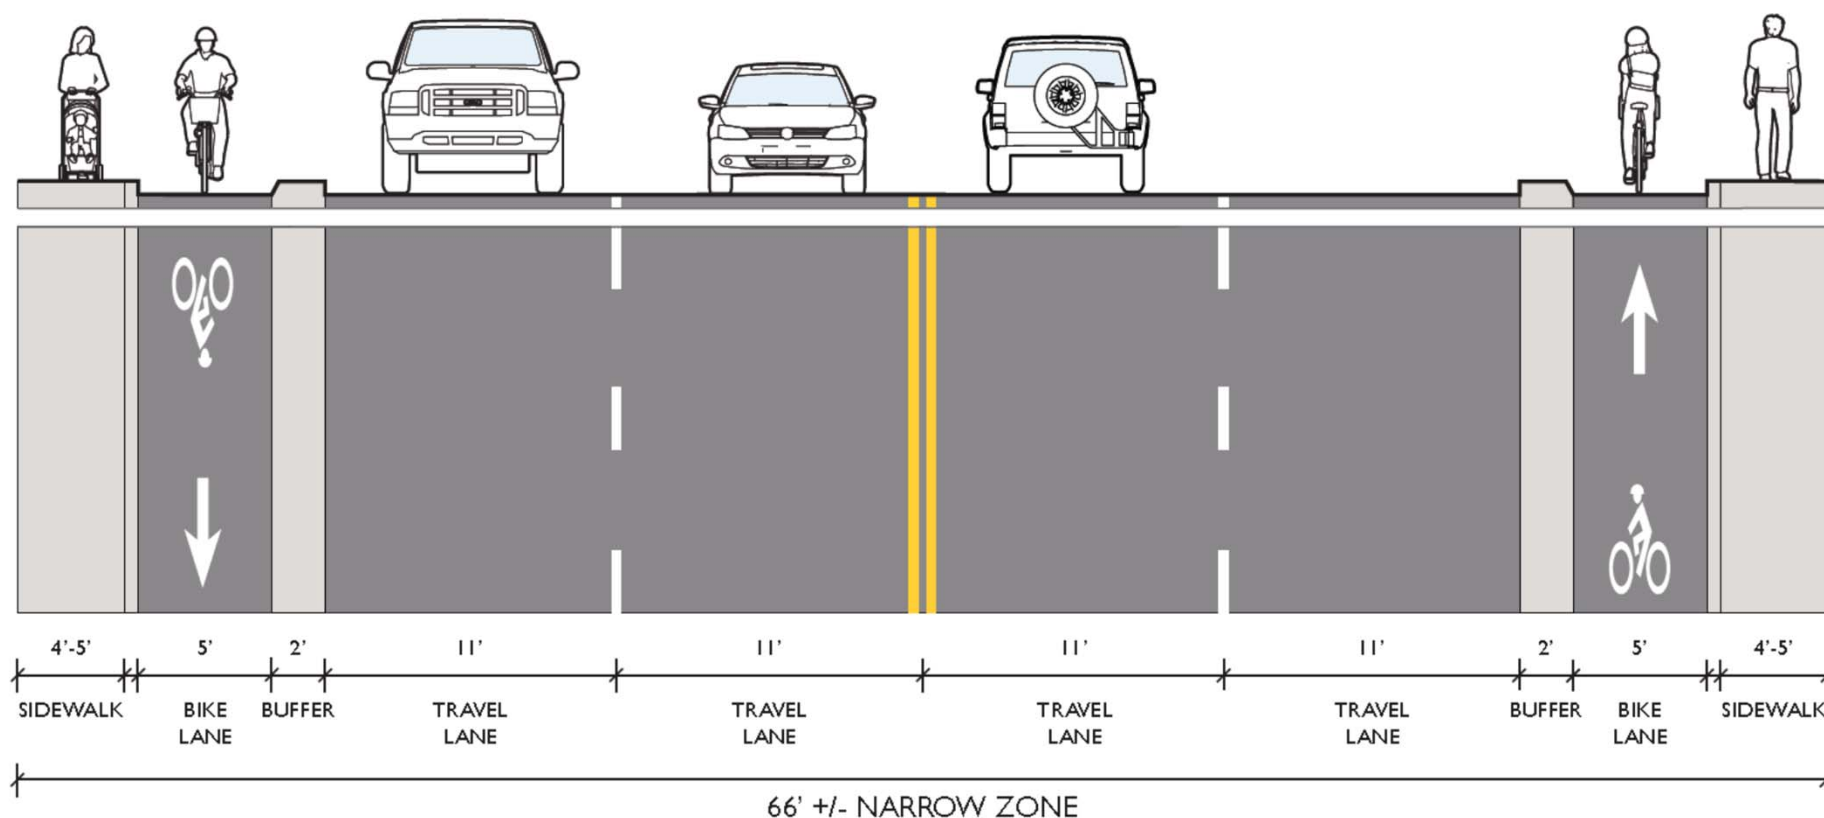 4'-5' 5' 2' 11' 11' 11' 11' 2' 5' 4'-5'
SIDEWALK BIKE BUFFER TRAVEL TRAVEL TRAVEL TRAVEL BUFFER BIKE SIDEWALK
LANE LANE LANE LANE LANE LANE
66' +/- NARROW ZONE